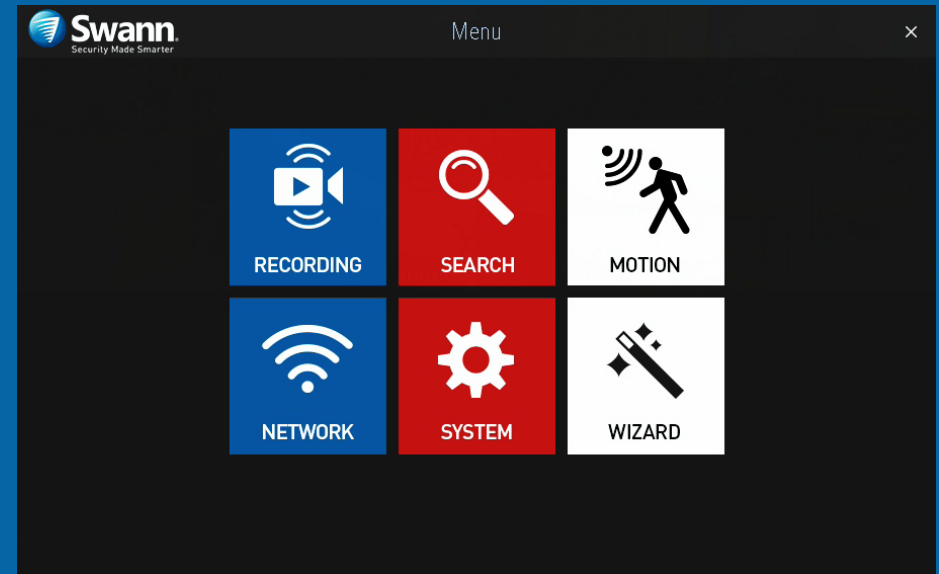 Swann.
Security Made Smarter
Menu
RECORDING
SEARCH
MOTION
NETWORK
SYSTEM
WIZARD